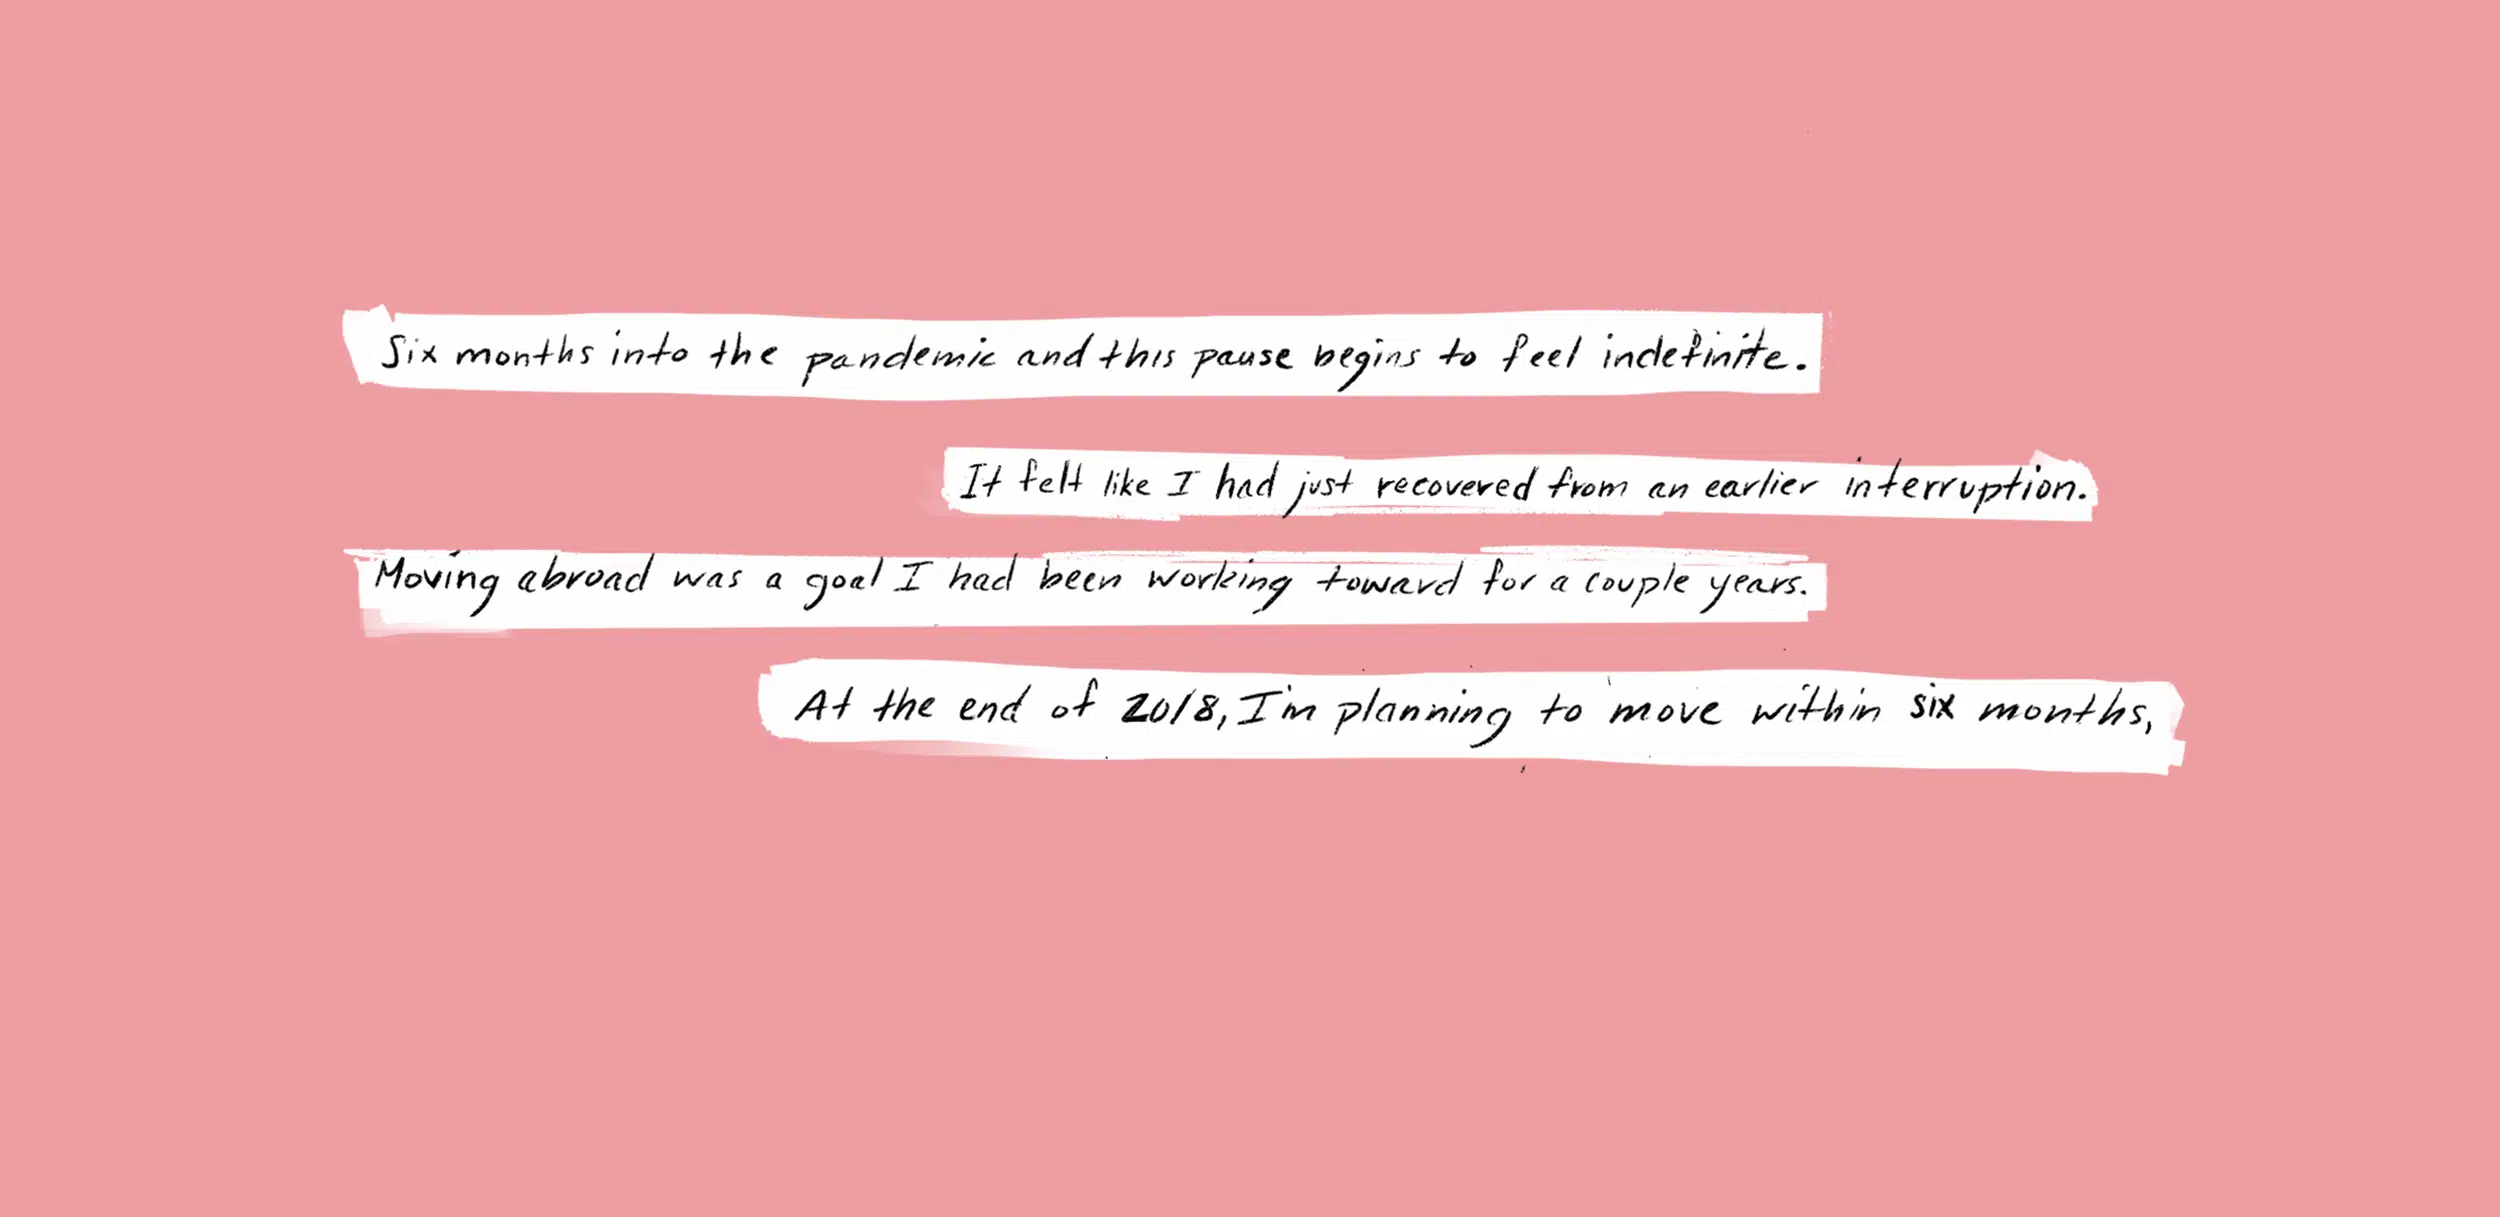 Six months into the pandemic and this pause begins to feel indefinite.
It felt like I had just recovered from an earlier interruption.
Moving abroad was a goal I had been working toward for a couple years.
At the end of 2018, I'm planning to move within six months,